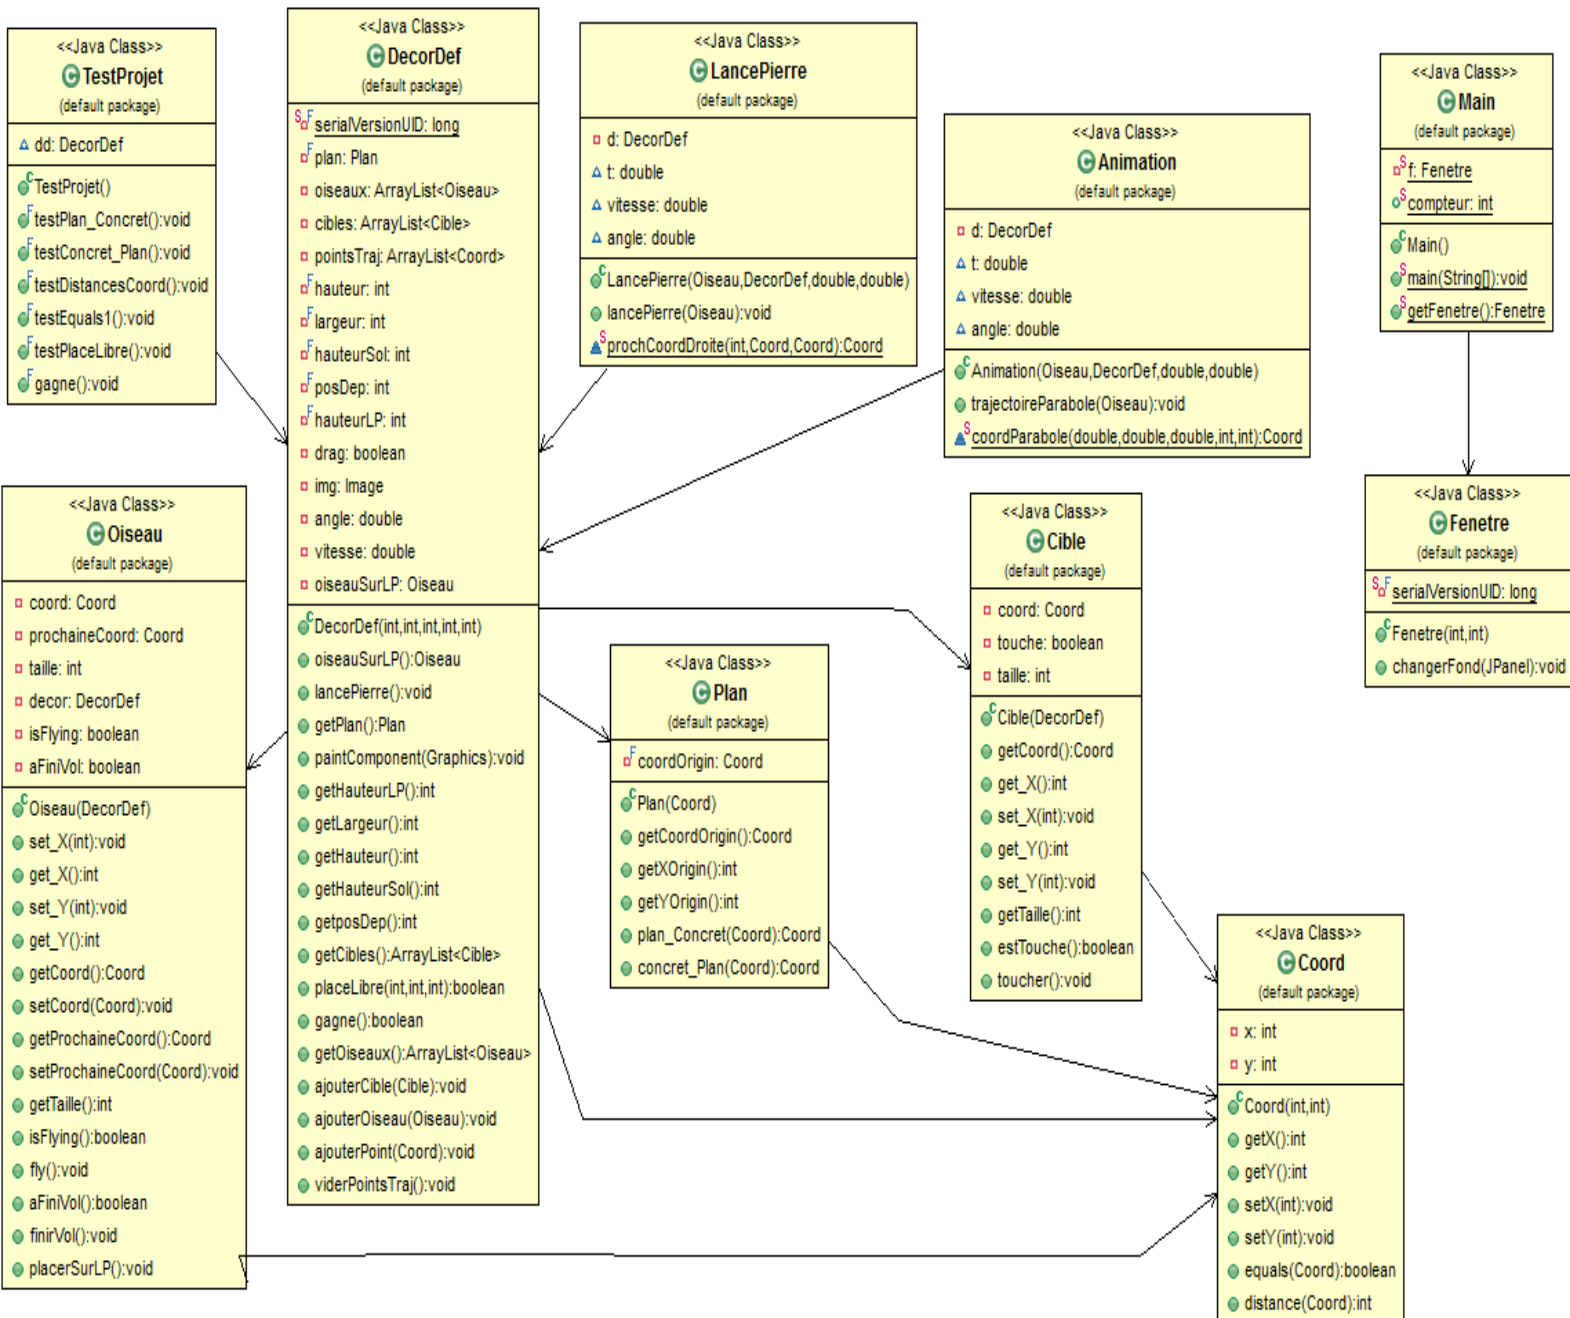 <<Java Class>>
TestProjet
(default package)
dd: DecorDef
TestProjet()
testPlan_Concret():void
testConcret_Plan():void
testDistancesCoord():void
testEquals1():void
testPlaceLibre():void
gagne():void
<<Java Class>>
DecorDef
(default package)
serialVersionUID: long
plan: Plan
oiseaux: ArrayList<Oiseau>
cibles: ArrayList<Cible>
pointsTraj: ArrayList<Coord>
hauteur: int
largeur: int
hauteurSol: int
posDep: int
hauteurLP: int
drag: boolean
img: Image
angle: double
vitesse: double
oiseauSurLP: Oiseau
DecorDef(int,int,int,int,int)
oiseauSurLP():Oiseau
lancePierre():void
getPlan():Plan
paintComponent(Graphics):void
getHauteurLP():int
getLargeur():int
getHauteur():int
getHauteurSol():int
getposDep():int
getCibles():ArrayList<Cible>
placeLibre(int,int,int):boolean
gagne():boolean
getOiseaux():ArrayList<Oiseau>
ajouterCible(Cible):void
ajouterOiseau(Oiseau):void
ajouterPoint(Coord):void
viderPointsTraj():void
<<Java Class>>
LancePierre
(default package)
d: DecorDef
t: double
vitesse: double
angle: double
LancePierre(Oiseau,DecorDef,double,double)
lancePierre(Oiseau):void
prochCoordDroite(int,Coord,Coord):Coord
<<Java Class>>
Animation
(default package)
d: DecorDef
t: double
vitesse: double
angle: double
Animation(Oiseau,DecorDef,double,double)
trajectoireParabole(Oiseau):void
coordParabole(double,double,double,int,int):Coord
<<Java Class>>
Main
(default package)
f: Fenetre
compteur: int
Main()
main(String[]):void
getFenetre():Fenetre
<<Java Class>>
Oiseau
(default package)
coord: Coord
prochaineCoord: Coord
taille: int
decor: DecorDef
isFlying: boolean
aFiniVol: boolean
Oiseau(DecorDef)
set_X(int):void
get_X():int
set_Y(int):void
get_Y():int
getCoord():Coord
setCoord(Coord):void
getProchaineCoord():Coord
setProchaineCoord(Coord):void
getTaille():int
isFlying():boolean
fly():void
aFiniVol():boolean
finirVol():void
placerSurLP():void
<<Java Class>>
Plan
(default package)
coordOrigin: Coord
Plan(Coord)
getCoordOrigin():Coord
getXOrigin():int
getYOrigin():int
plan_Concret(Coord):Coord
concret_Plan(Coord):Coord
<<Java Class>>
Cible
(default package)
coord: Coord
touche: boolean
taille: int
Cible(DecorDef)
getCoord():Coord
get_X():int
set_X(int):void
get_Y():int
set_Y(int):void
getTaille():int
estTouche():boolean
toucher():void
<<Java Class>>
Fenetre
(default package)
serialVersionUID: long
Fenetre(int,int)
changerFond(JPanel):void
<<Java Class>>
Coord
(default package)
x: int
y: int
Coord(int,int)
getX():int
getY():int
setX(int):void
setY(int):void
equals(Coord):boolean
distance(Coord):int